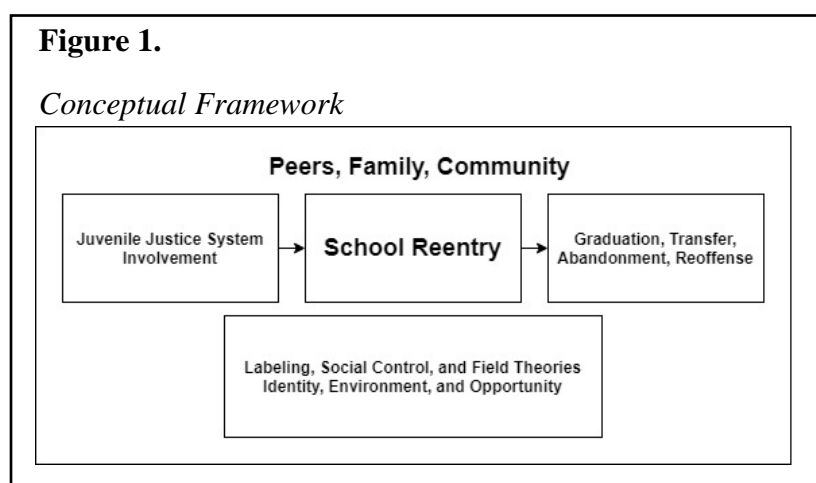 Figure 1.
Conceptual Framework
Peers, Family, Community
Juvenile Justice System
Involvement
School Reentry
Graduation, Transfer,
Abandonment, Reoffense
Labeling, Social Control, and Field Theories
Identity, Environment, and Opportunity